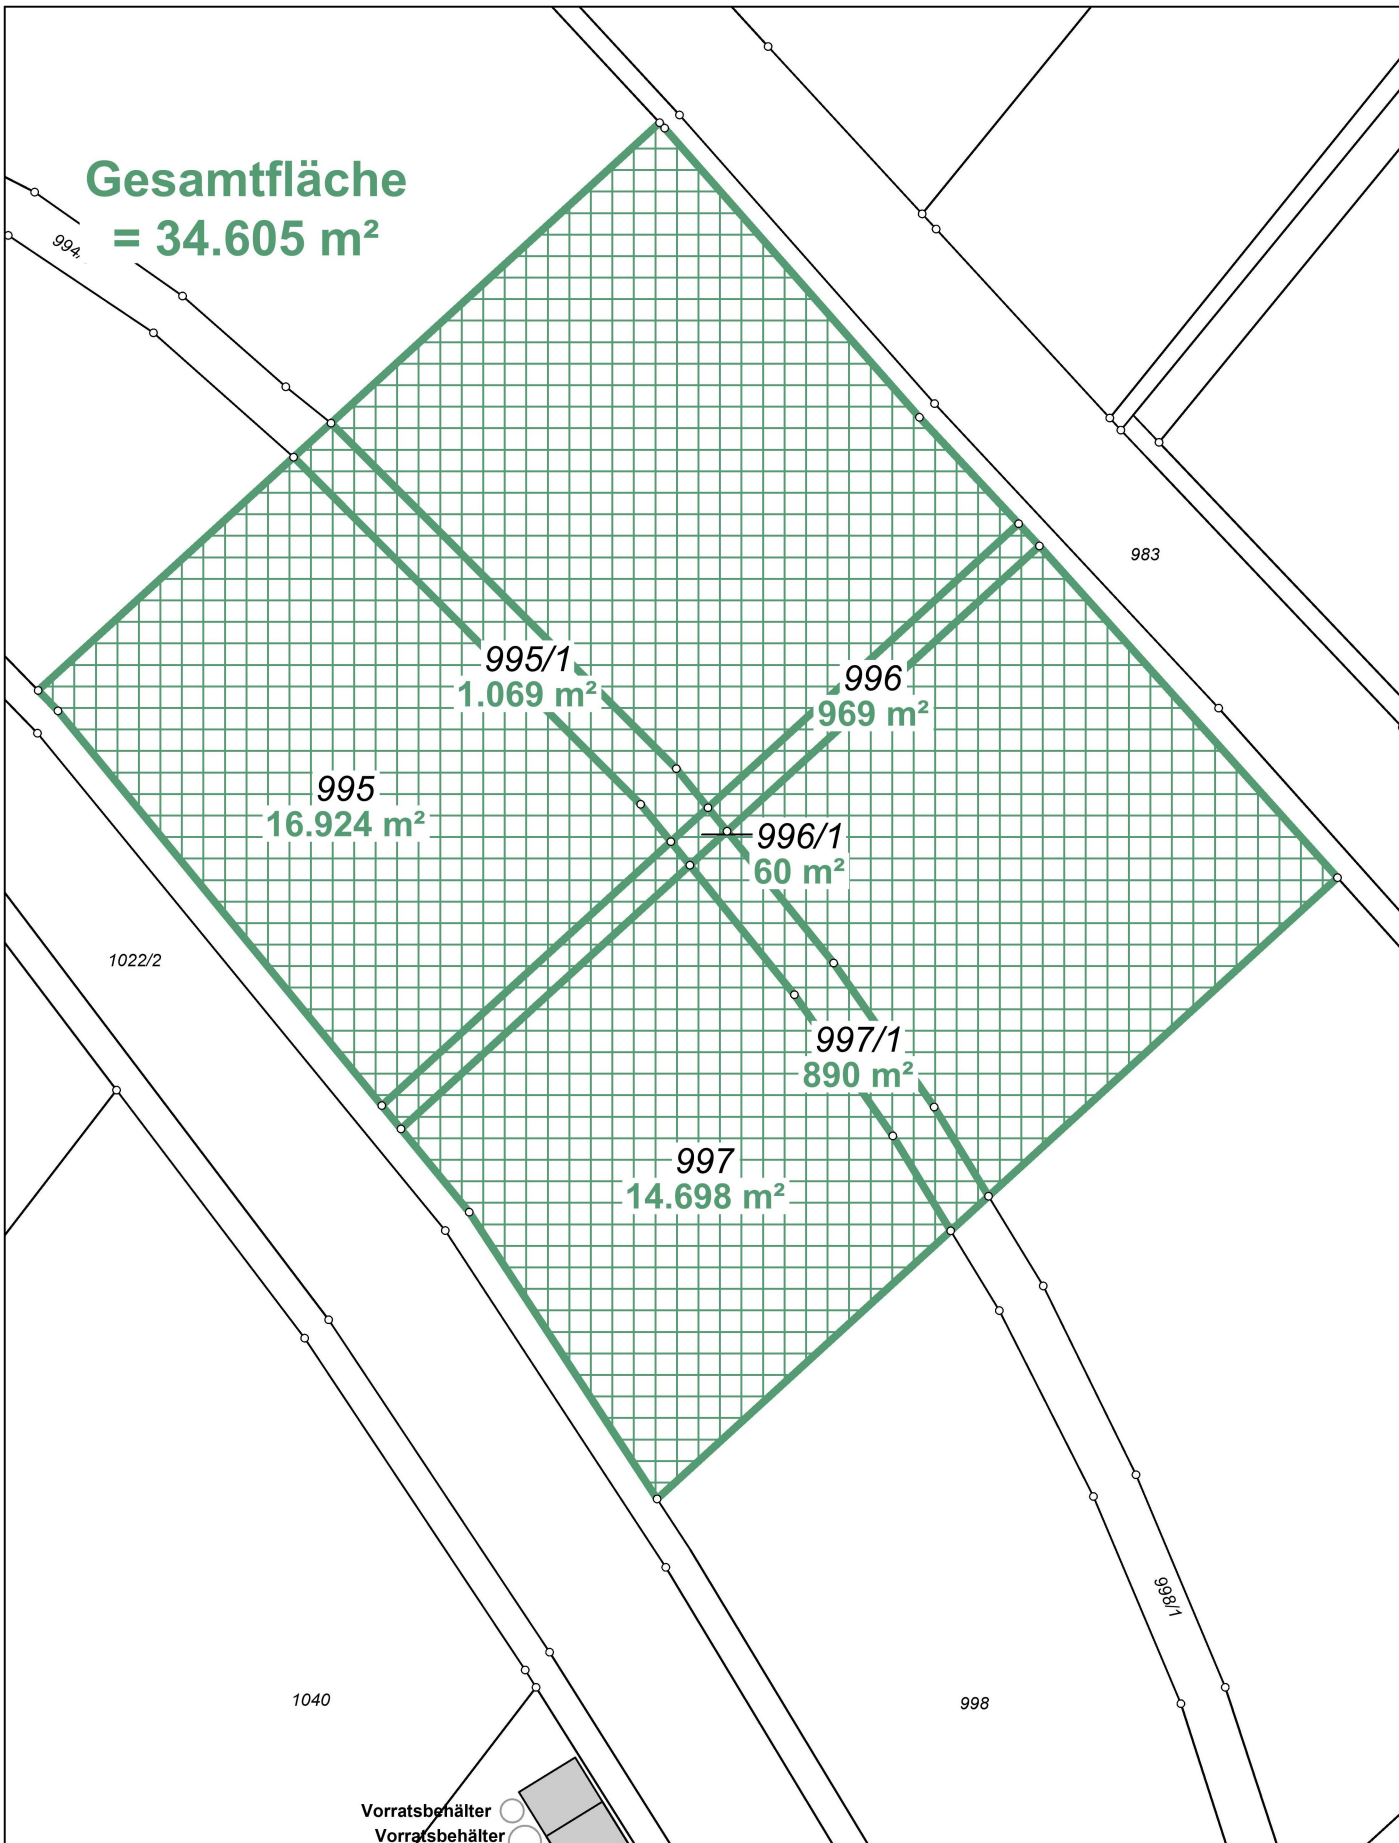 Gesamtfläche
= 34.605 m²
994
983
995/1
1.069 m²
996
969 m²
995
16.924 m²
996/1
60 m²
1022/2
997/1
890 m²
997
14.698 m²
998/1
1040
998
Vorratsbehälter
Vorratsbehälter